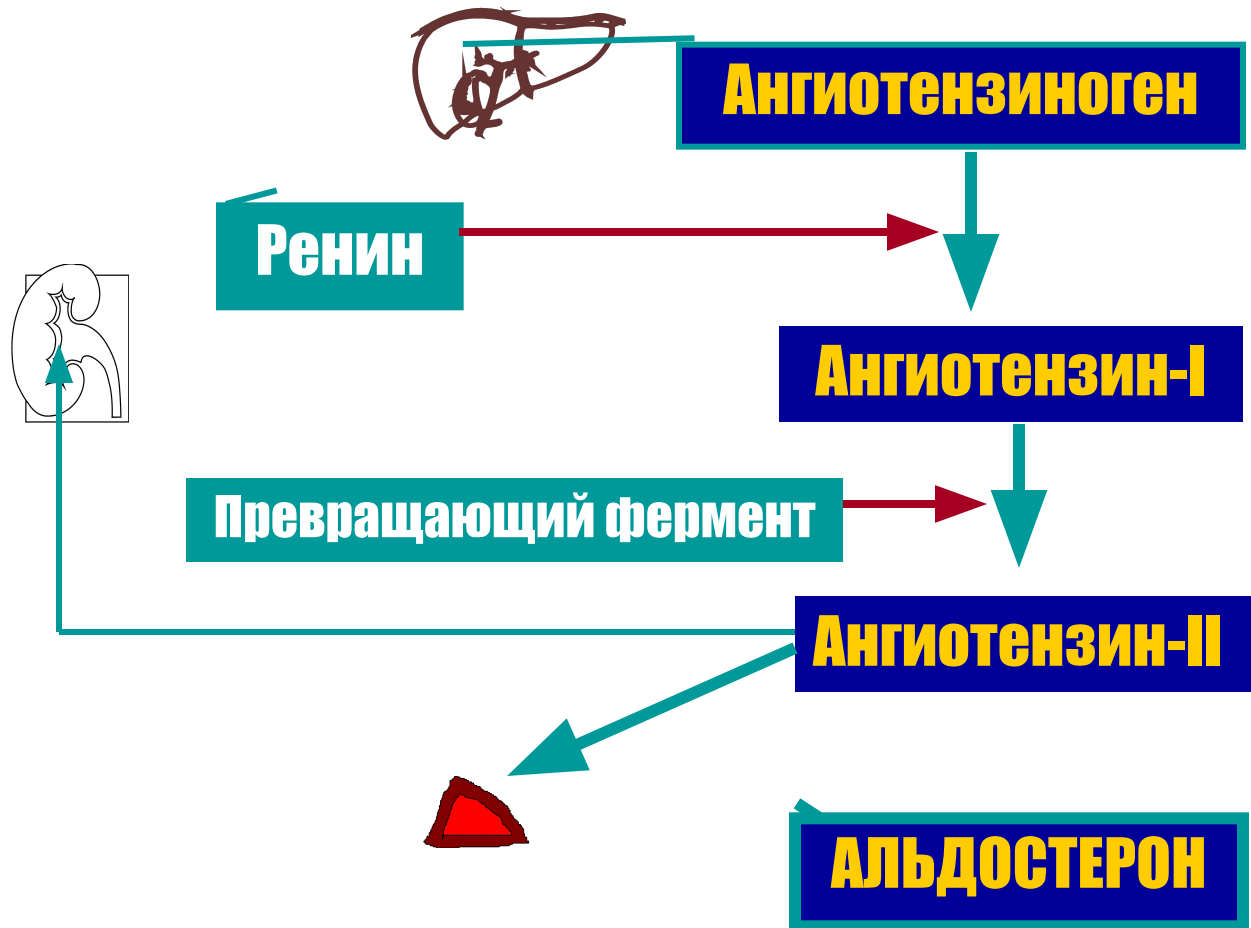 Ангиотензиноген
Ренин
Ангиотензин-I
Превращающий фермент
Ангиотензин-II
АЛЬДОСТЕРОН